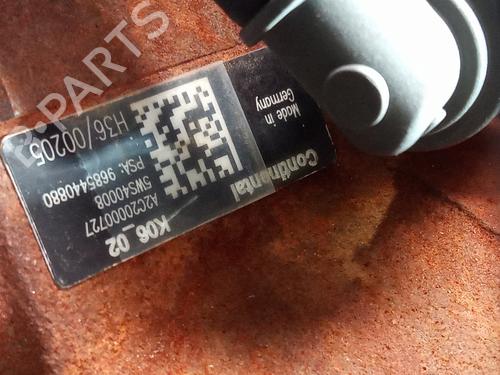 B-PARTS
Continental
Made in
Germany
K06_02
A2C20000727
5WS40008
PSA: 9685440880
H36/00205